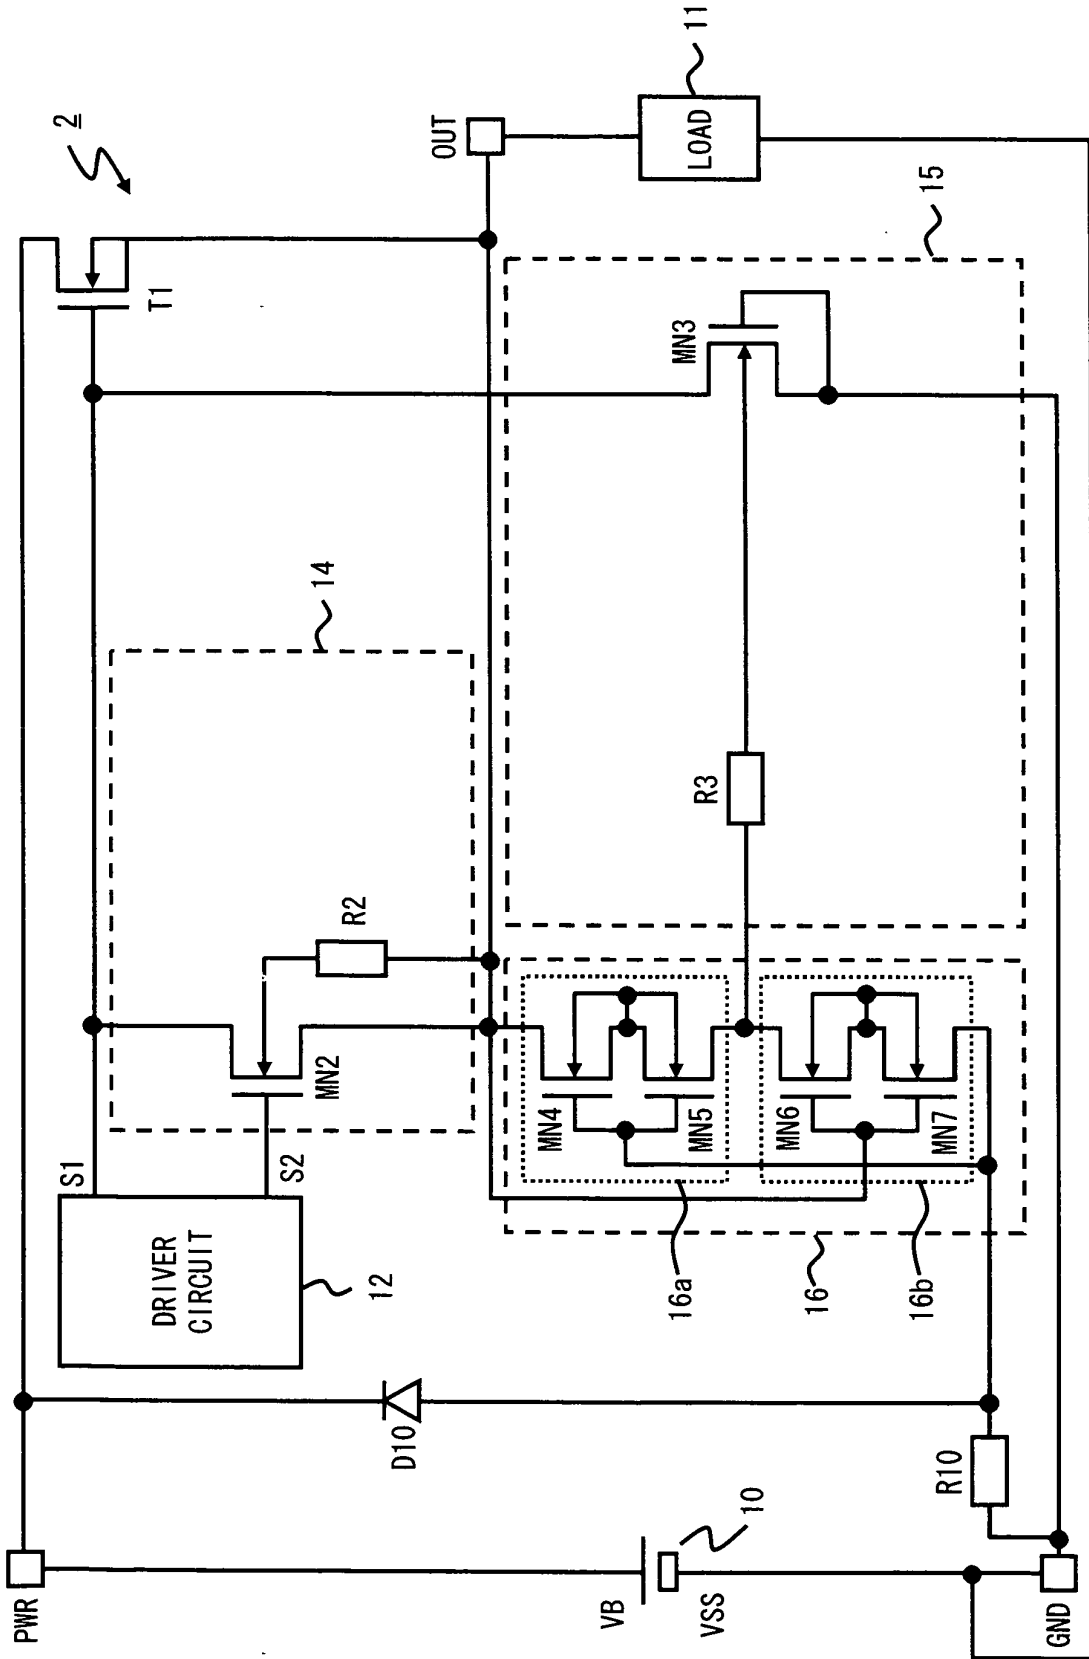 PWR
VB
VSS
10
GND
D10
R10
DRIVER
CIRCUIT
12
S1
S2
MN2
R2
14
16a
16
16b
MN4
MN5
MN6
MN7
R3
MN3
15
T1
2
OUT
LOAD
11